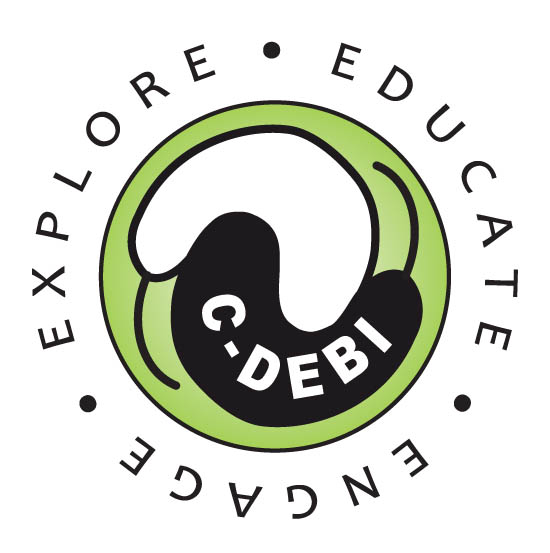 EXPLORE • EDUCATE • ENGAGE •
C-DEBI